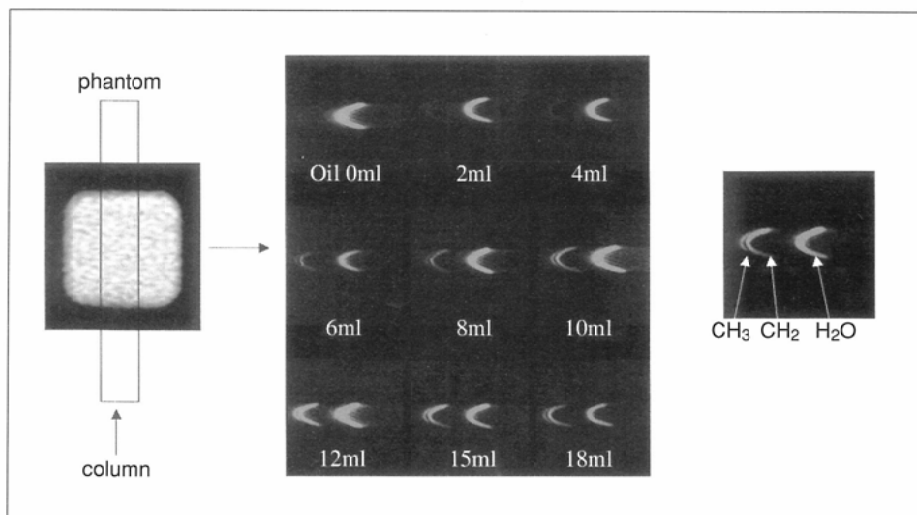 phantom
column
Oil 0ml 2ml 4ml
6ml 8ml 10ml
12ml 15ml 18ml
CH₃ CH₂ H₂O